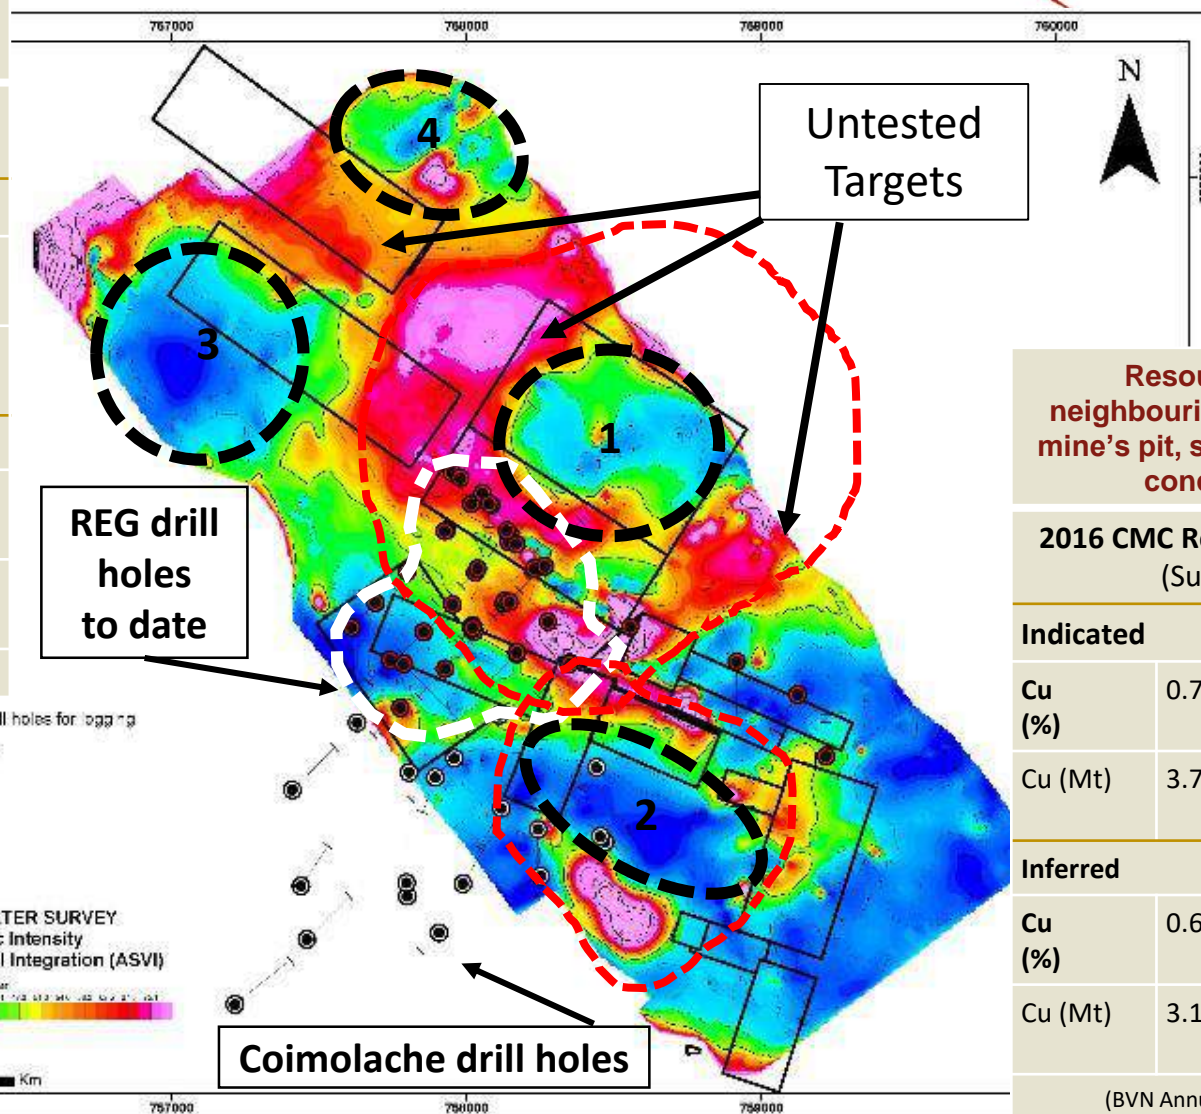 757000 758000 759000 760000
N
Untested
Targets
4
3
1
2
REG drill
holes
to date
ll holes for logging
TER SURVEY
c Intensity
l Integration (ASVI)
Km
Coimolache drill holes
757000 758000 759000
Resou
neighbouri
mine's pit, s
conc
2016 CMC R
(Su
Indicated
Cu 0.7
(%)
Cu (Mt) 3.7
Inferred
Cu 0.6
(%)
Cu (Mt) 3.1
(BVN Annu